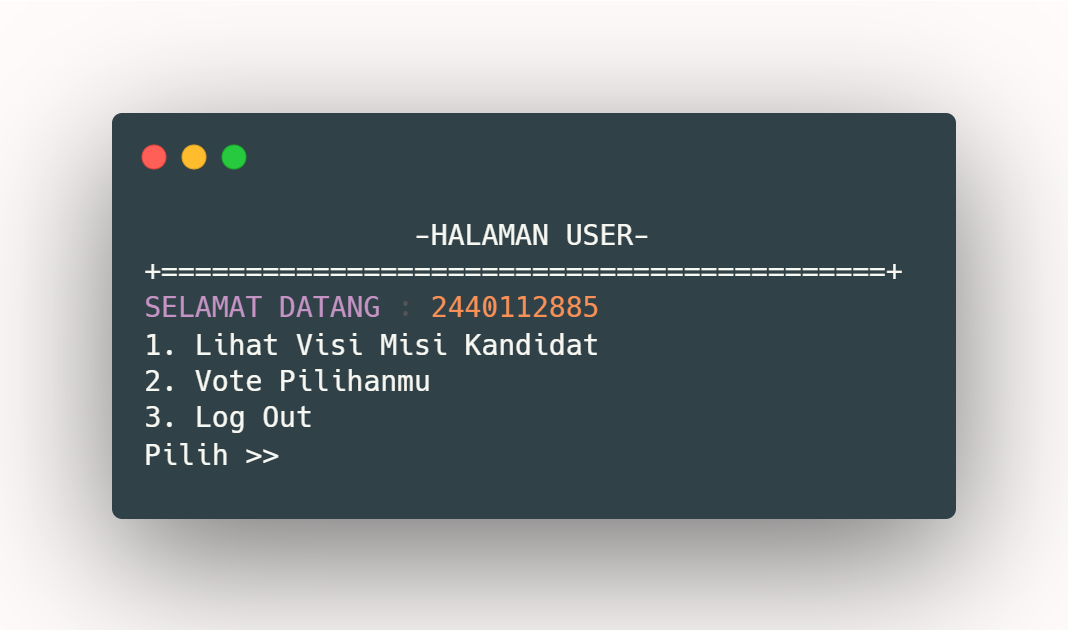 -HALAMAN USER-
+===========================================+
SELAMAT DATANG : 2440112885
1. Lihat Visi Misi Kandidat
2. Vote Pilihanmu
3. Log Out
Pilih >>